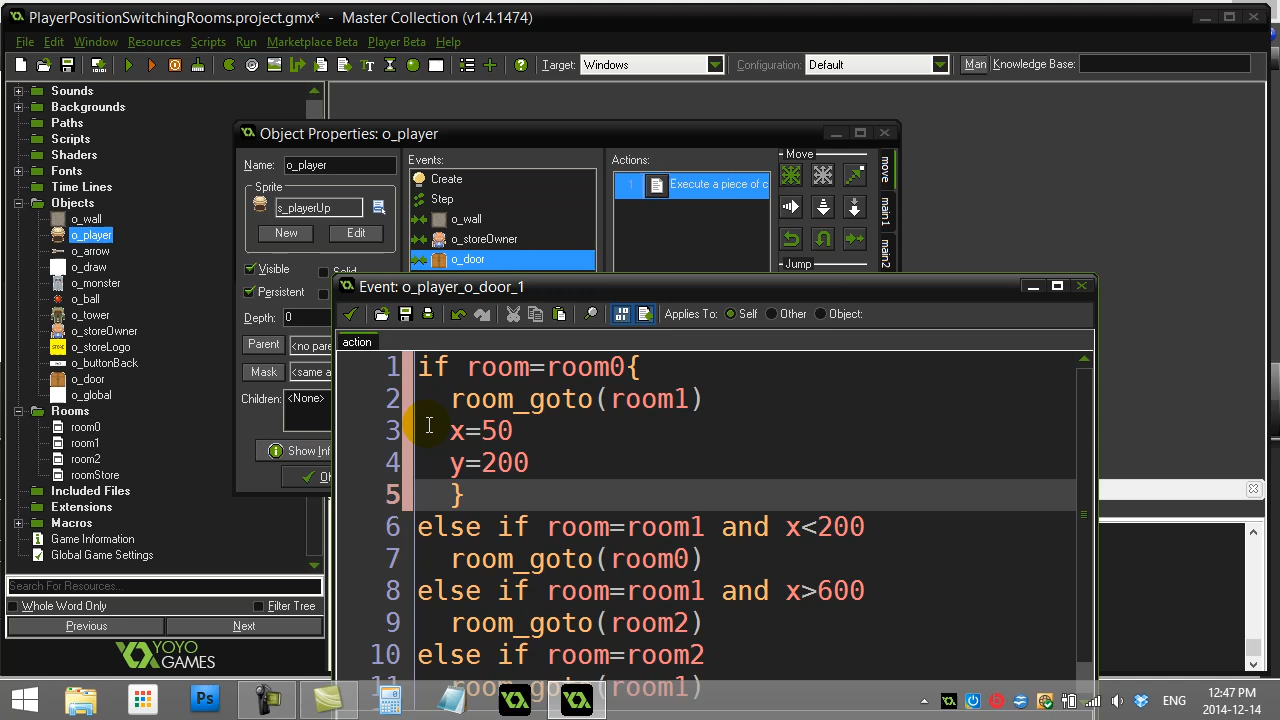 PlayerPositionSwitchingRooms.project.gmx* - Master Collection (v1.4.1474)
File Edit Window Resources Scripts Run Marketplace Beta Player Beta Help
Target: Windows Configuration: Default Man Knowledge Base:
Sounds
Backgrounds
Paths
Scripts
Shaders
Fonts
Time Lines
Objects
o_wall
o_player
o_arrow
o_draw
o_monster
o_ball
o_tower
o_storeOwner
o_storeLogo
o_buttonBack
o_door
o_global
Rooms
room0
room1
room2
roomStore
Included Files
Extensions
Macros
Game Information
Global Game Settings
Search For Resources...
Whole Word Only Filter Tree
Previous Next
YOYO
GAMES
Object Properties: o_player
Name: o_player
Sprite
s_playerUp
New Edit
Visible Solid
Persistent
Depth: 0
Parent <no pare
Mask <same a
Children: <None>
Show Inf
OK
Events:
Create
Step
o_wall
o_storeOwner
o_door
Actions:
1 Execute a piece of c
Move
Jump
move
main1
main2
Event: o_player_o_door_1
Applies To: Self Other Object:
action
1 if room=room0{
2 room_goto(room1)
3 x=50
4 y=200
5 }
6 else if room=room1 and x<200
7 room_goto(room0)
8 else if room=room1 and x>600
9 room_goto(room2)
10 else if room=room2
11 room_goto(room1)
Ps
ENG
12:47 PM
2014-12-14